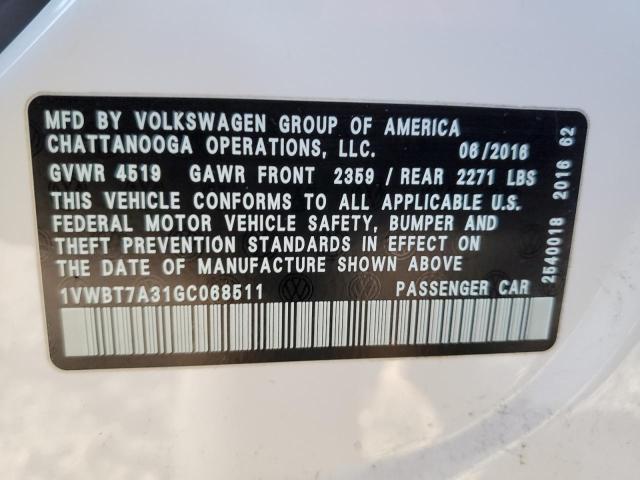 MFD BY VOLKSWAGEN GROUP OF AMERICA
CHATTANOOGA OPERATIONS, LLC. 06/2016
GVWR 4519 GAWR FRONT 2359 / REAR 2271 LBS
THIS VEHICLE CONFORMS TO ALL APPLICABLE U.S.
FEDERAL MOTOR VEHICLE SAFETY, BUMPER AND
THEFT PREVENTION STANDARDS IN EFFECT ON
THE DATE OF MANUFACTURE SHOWN ABOVE
1VWBT7A31GC068511 PASSENGER CAR
2540018 2016 62